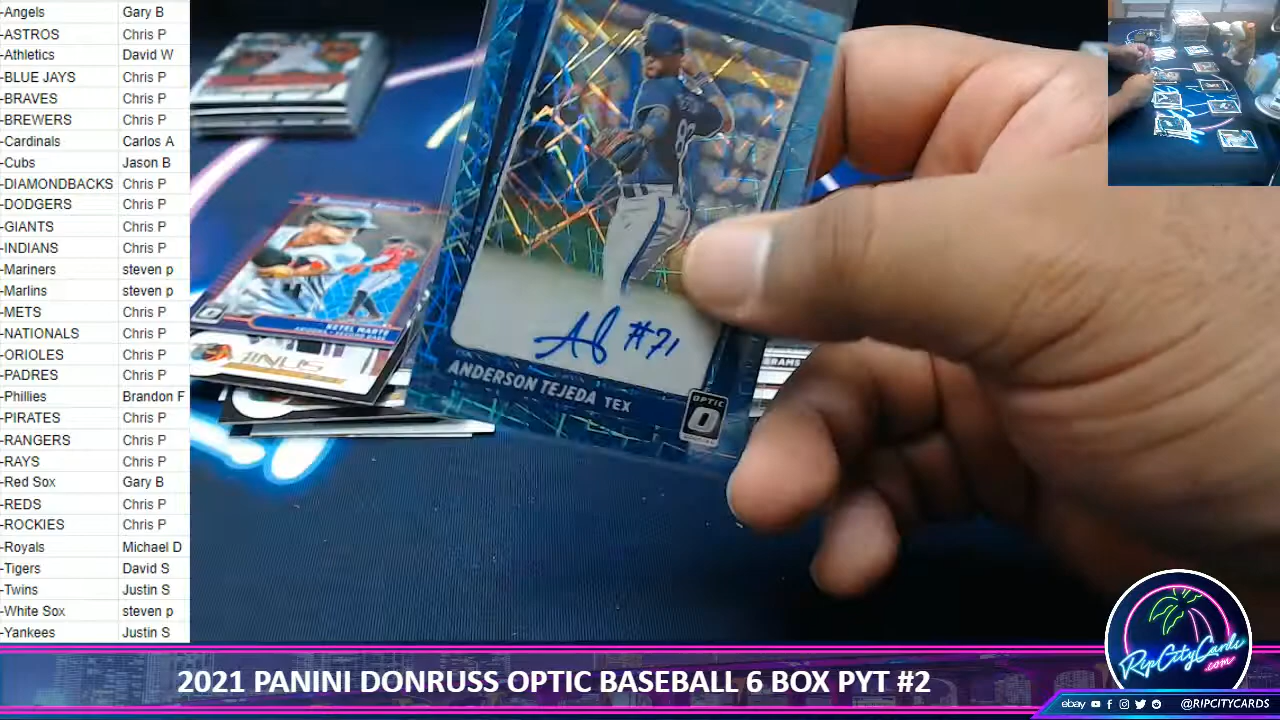 -Angels Gary B
-ASTROS Chris P
-Athletics David W
-BLUE JAYS Chris P
-BRAVES Chris P
-BREWERS Chris P
-Cardinals Carlos A
-Cubs Jason B
-DIAMONDBACKS Chris P
-DODGERS Chris P
-GIANTS Chris P
-INDIANS Chris P
-Mariners steven p
-Marlins steven p
-METS Chris P
-NATIONALS Chris P
-ORIOLES Chris P
-PADRES Chris P
-Phillies Brandon F
-PIRATES Chris P
-RANGERS Chris P
-RAYS Chris P
-Red Sox Gary B
-REDS Chris P
-ROCKIES Chris P
-Royals Michael D
-Tigers David S
-Twins Justin S
-White Sox steven p
-Yankees Justin S
KETEL MARTE
#71
ANDERSON TEJEDA TEX
OPTIC
2021 PANINI DONRUSS OPTIC BASEBALL 6 BOX PYT #2
RipCityCards
.com
ebay @RIPCITYCARDS